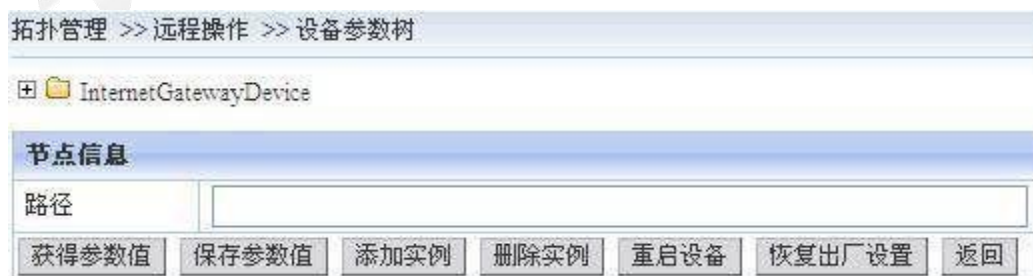 拓扑管理 >> 远程操作 >> 设备参数树
InternetGatewayDevice
节点信息
路径
获得参数值 保存参数值 添加实例 删除实例 重启设备 恢复出厂设置 返回